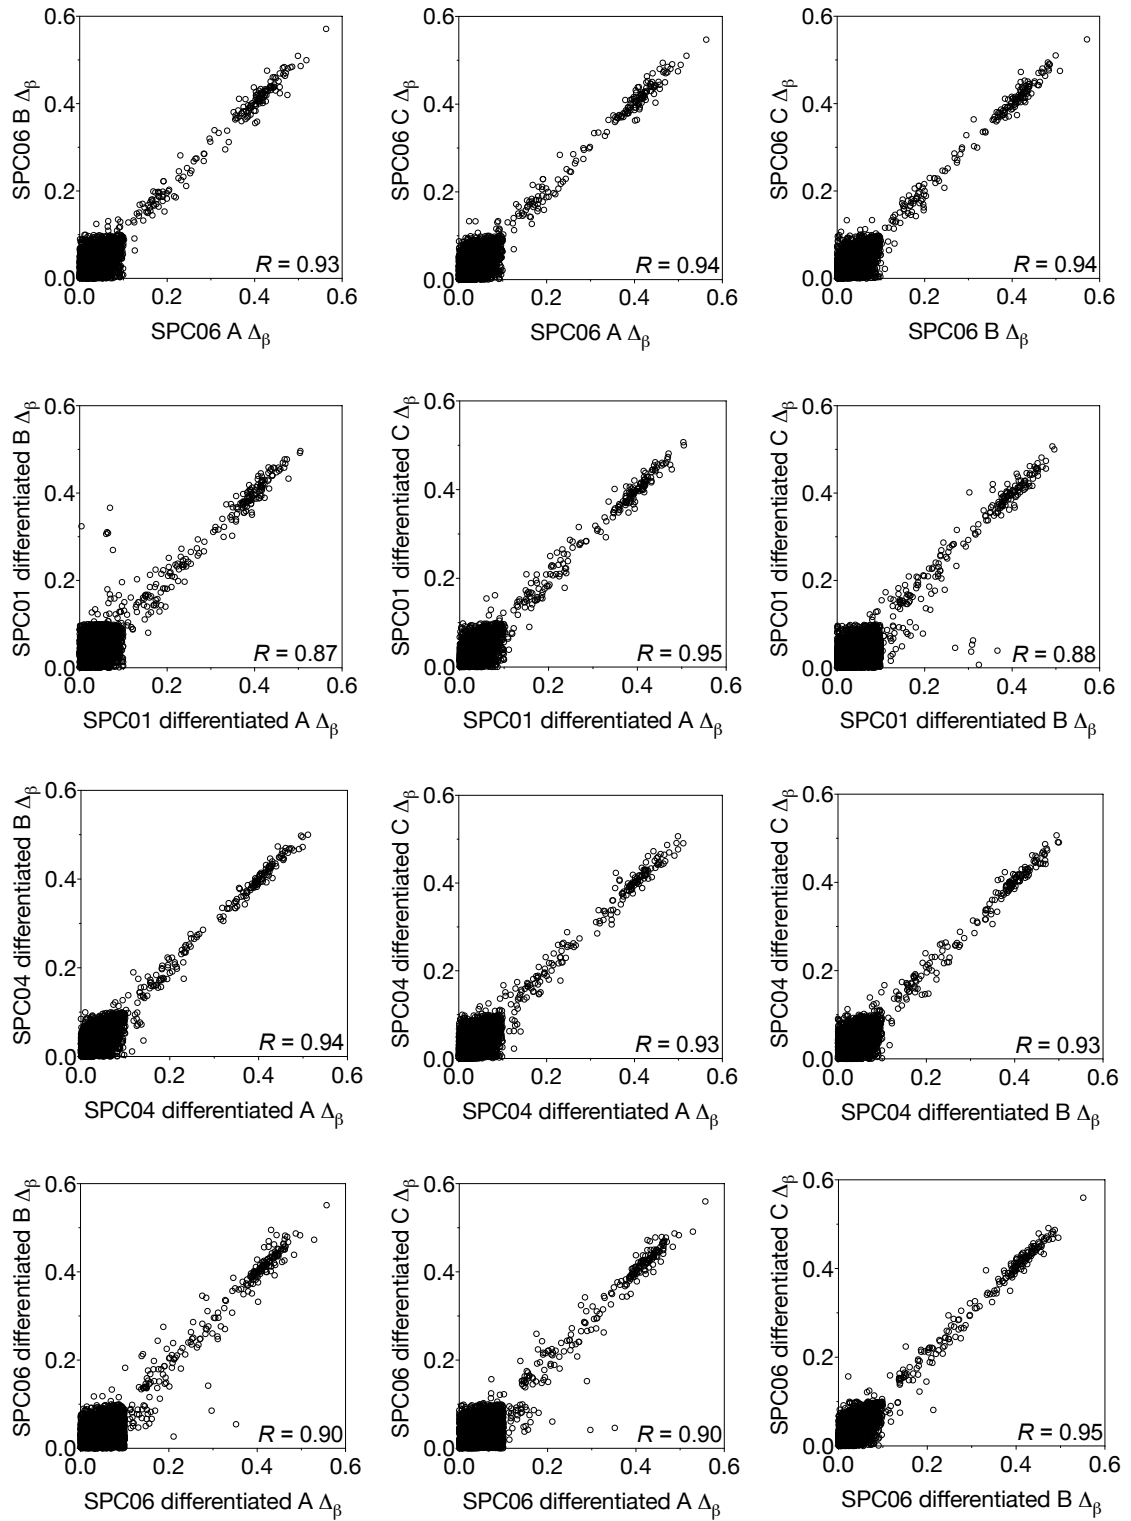 SPC06 B Δβ
0.6
0.4
0.2
0.0
0.0 0.2 0.4 0.6
R = 0.93
SPC06 A Δβ
SPC06 C Δβ
0.6
0.4
0.2
0.0
0.0 0.2 0.4 0.6
R = 0.94
SPC06 A Δβ
SPC06 C Δβ
0.6
0.4
0.2
0.0
0.0 0.2 0.4 0.6
R = 0.94
SPC06 B Δβ
SPC01 differentiated B Δβ
0.6
0.4
0.2
0.0
0.0 0.2 0.4 0.6
R = 0.87
SPC01 differentiated A Δβ
SPC01 differentiated C Δβ
0.6
0.4
0.2
0.0
0.0 0.2 0.4 0.6
R = 0.95
SPC01 differentiated A Δβ
SPC01 differentiated C Δβ
0.6
0.4
0.2
0.0
0.0 0.2 0.4 0.6
R = 0.88
SPC01 differentiated B Δβ
SPC04 differentiated B Δβ
0.6
0.4
0.2
0.0
0.0 0.2 0.4 0.6
R = 0.94
SPC04 differentiated A Δβ
SPC04 differentiated C Δβ
0.6
0.4
0.2
0.0
0.0 0.2 0.4 0.6
R = 0.93
SPC04 differentiated A Δβ
SPC04 differentiated C Δβ
0.6
0.4
0.2
0.0
0.0 0.2 0.4 0.6
R = 0.93
SPC04 differentiated B Δβ
SPC06 differentiated B Δβ
0.6
0.4
0.2
0.0
0.0 0.2 0.4 0.6
R = 0.90
SPC06 differentiated A Δβ
SPC06 differentiated C Δβ
0.6
0.4
0.2
0.0
0.0 0.2 0.4 0.6
R = 0.90
SPC06 differentiated A Δβ
SPC06 differentiated C Δβ
0.6
0.4
0.2
0.0
0.0 0.2 0.4 0.6
R = 0.95
SPC06 differentiated B Δβ